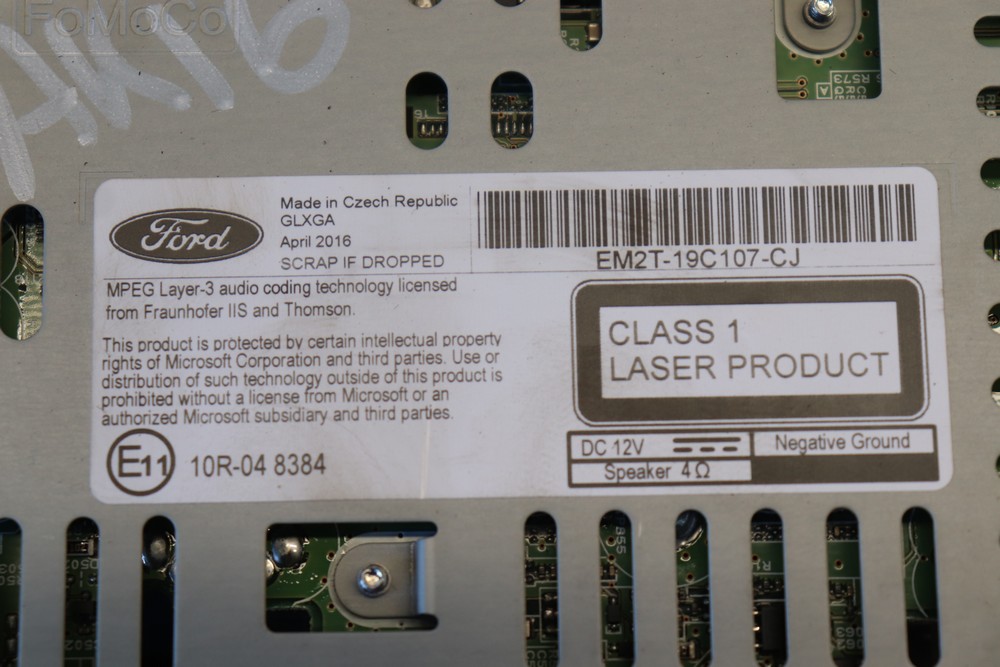 FoMoCo
AK16
16
R573
A
Ford
Made in Czech Republic
GLXGA
April 2016
SCRAP IF DROPPED
EM2T-19C107-CJ
MPEG Layer-3 audio coding technology licensed
from Fraunhofer IIS and Thomson.
This product is protected by certain intellectual property
rights of Microsoft Corporation and third parties. Use or
distribution of such technology outside of this product is
prohibited without a license from Microsoft or an
authorized Microsoft subsidiary and third parties.
CLASS 1
LASER PRODUCT
E11 10R-04 8384
DC 12V
Negative Ground
Speaker 4Ω